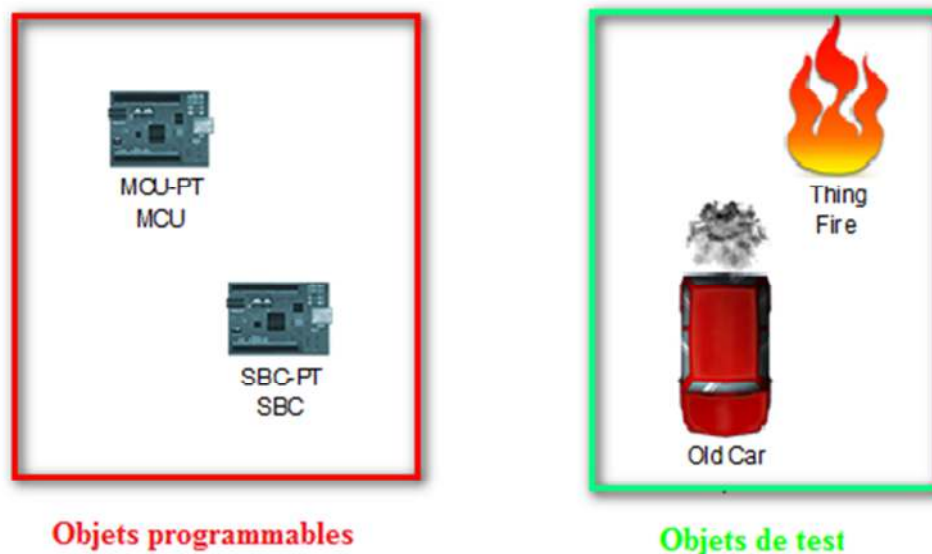 MCU-PT
MCU
SBC-PT
SBC
Objets programmables
Thing
Fire
Old Car
Objets de test